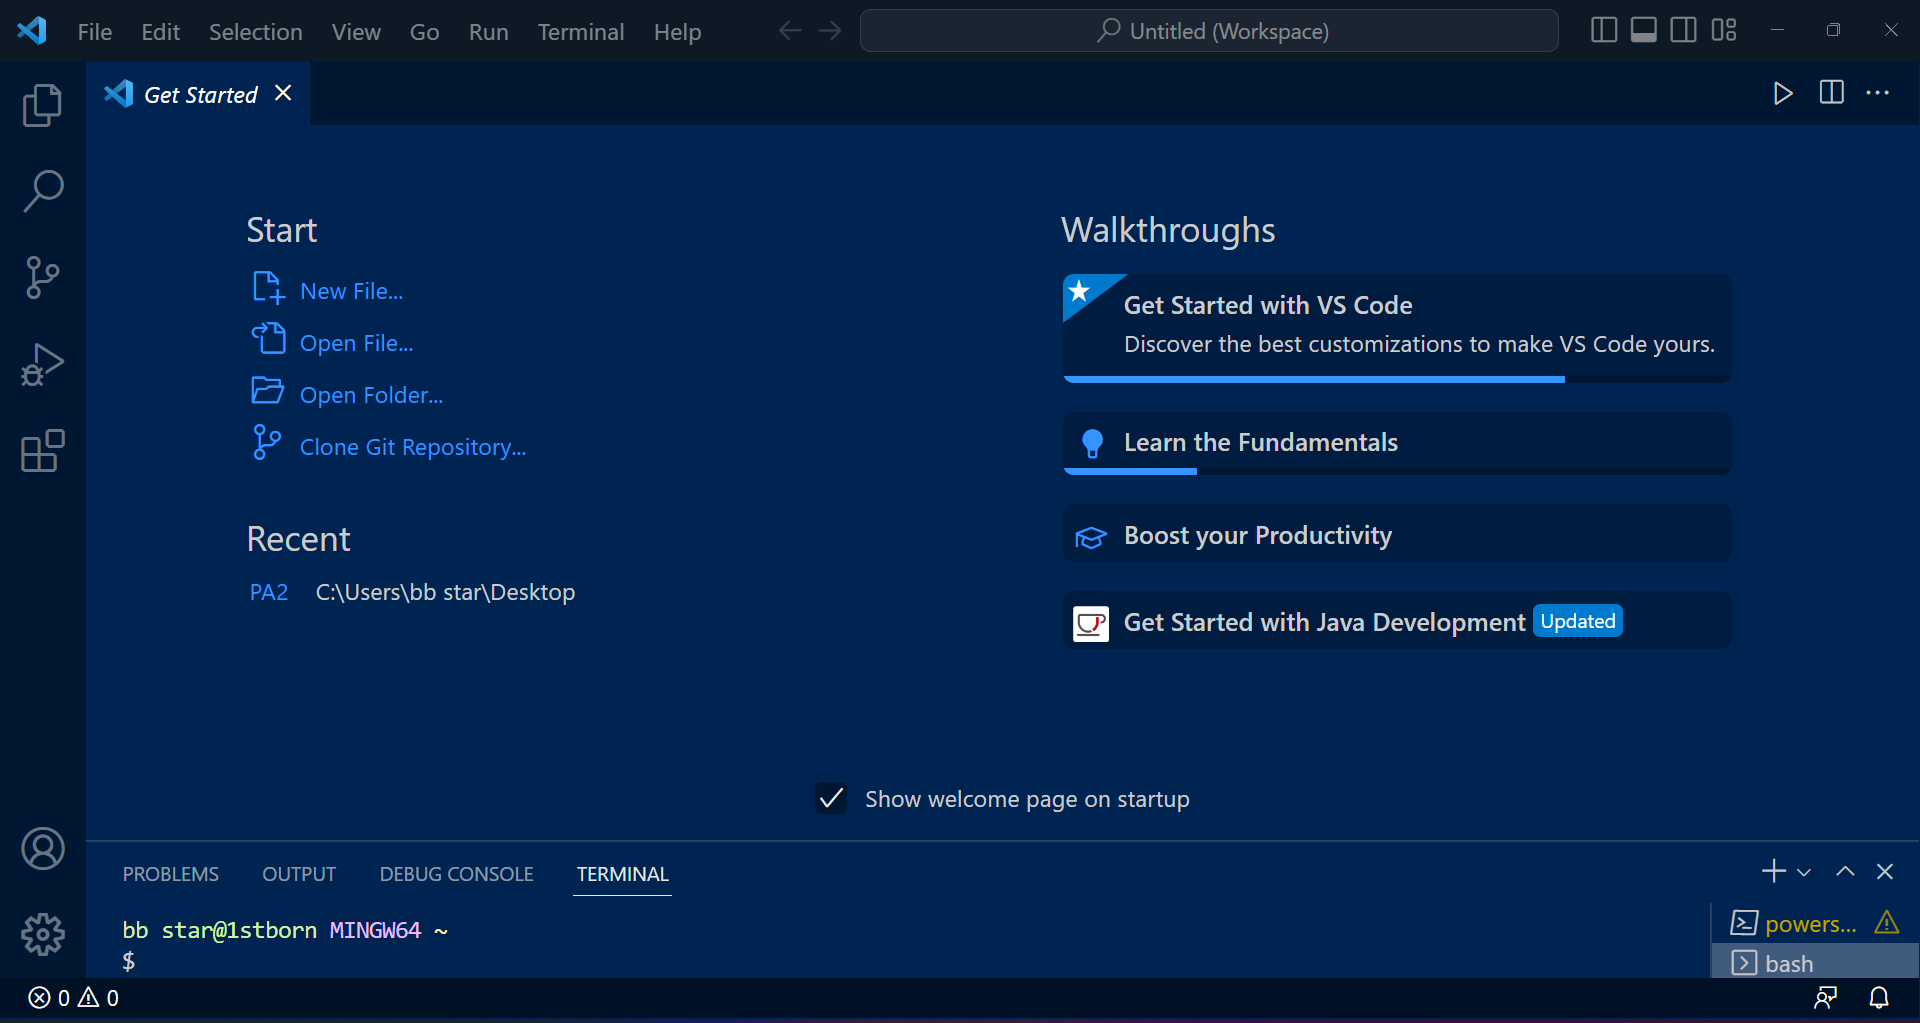 File Edit Selection View Go Run Terminal Help Untitled (Workspace)
Get Started
Start
New File...
Open File...
Open Folder...
Clone Git Repository...
Recent
PA2 C:\Users\bb star\Desktop
Walkthroughs
Get Started with VS Code
Discover the best customizations to make VS Code yours.
Learn the Fundamentals
Boost your Productivity
Get Started with Java Development Updated
Show welcome page on startup
PROBLEMS OUTPUT DEBUG CONSOLE TERMINAL
bb star@1stborn MINGW64 ~
$
powers...
bash
0 0